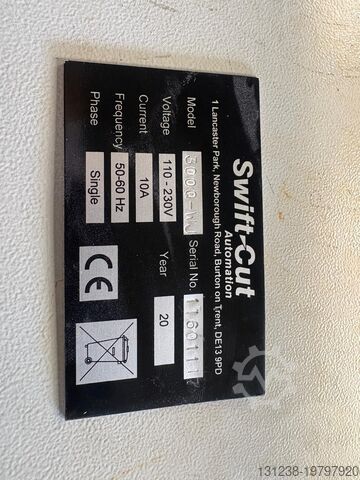 Swift-Cut
Automation
1 Lancaster Park, Newborough Road, Burton on Trent, DE13 9PD
Model 3000-WJ Serial No.
Voltage 110 - 230V
Current 10A Year 20
Frequency 50-60 Hz
Phase Single
CE
131238-19797920